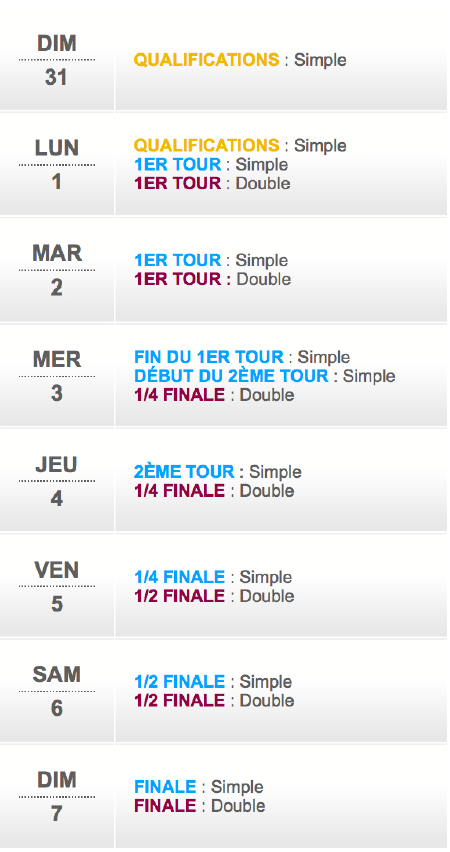 DIM
31
QUALIFICATIONS : Simple
LUN
1
QUALIFICATIONS : Simple
1ER TOUR : Simple
1ER TOUR : Double
MAR
2
1ER TOUR : Simple
1ER TOUR : Double
MER
3
FIN DU 1ER TOUR : Simple
DÉBUT DU 2ÈME TOUR : Simple
1/4 FINALE : Double
JEU
4
2ÈME TOUR : Simple
1/4 FINALE : Double
VEN
5
1/4 FINALE : Simple
1/2 FINALE : Double
SAM
6
1/2 FINALE : Simple
1/2 FINALE : Double
DIM
7
FINALE : Simple
FINALE : Double